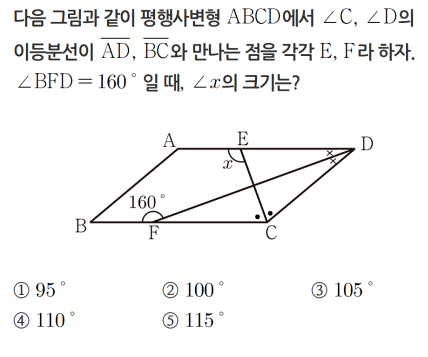 다음 그림과 같이 평행사변형 ABCD에서 ∠C, ∠D의
이등분선이 A̅D̅, B̅C̅와 만나는 점을 각각 E, F라 하자.
∠BFD=160°일 때, ∠x의 크기는?
A E D
x
160°
B F C
① 95° ② 100° ③ 105°
④ 110° ⑤ 115°